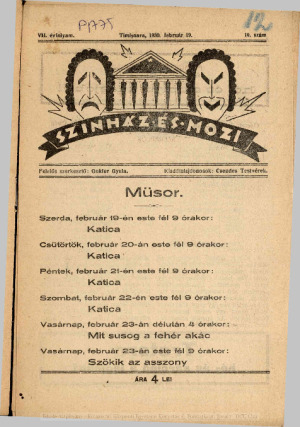 PP775
12
VII. évfolyam. Timişoara, 1930. február 19. 10. szám
SZINHÁZ ÉS MOZI
Felelős szerkesztő: Gokler Gyula. Kiadótulajdonosok: Csendes Testvérek.
Műsor.
Szerda, február 19-én este fél 9 órakor:
Katica
Csütörtök, február 20-án este fél 9 órakor:
Katica
Péntek, február 21-én este fél 9 órakor:
Katica
Szombat, február 22-én este fél 9 órakor:
Katica
Vasárnap, február 23-án délután 4 órakor:
Mit susog a fehér akác
Vasárnap, február 23-án este fél 9 órakor:
Szökik az asszony
ÁRA 4 LEI